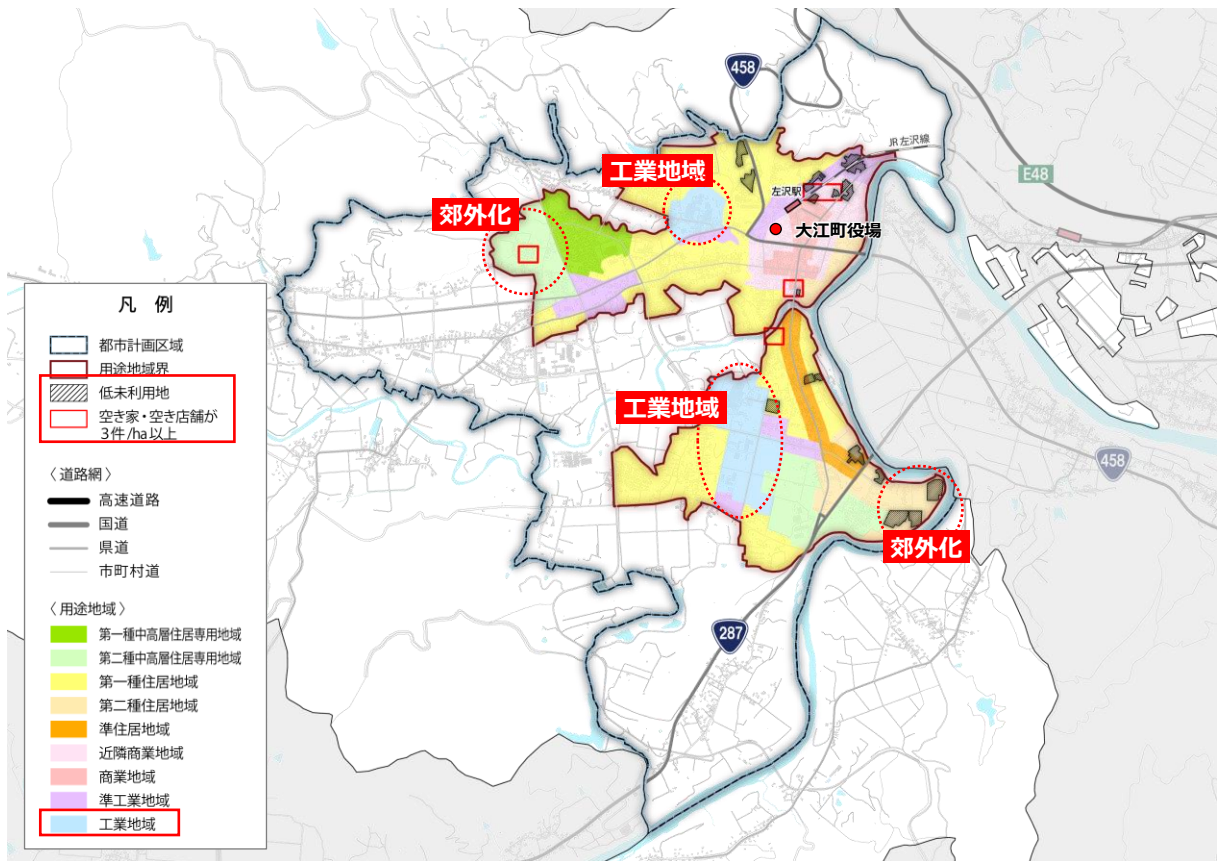 458
JR左沢線
工業地域
E48
左沢駅
郊外化
大江町役場
凡 例
都市計画区域
用途地域界
低未利用地
空き家・空き店舗が
3件/ha以上
工業地域
〈道路網〉
458
高速道路
国道
県道
郊外化
市町村道
〈用途地域〉
287
第一種中高層住居専用地域
第二種中高層住居専用地域
第一種住居地域
第二種住居地域
準住居地域
近隣商業地域
商業地域
準工業地域
工業地域